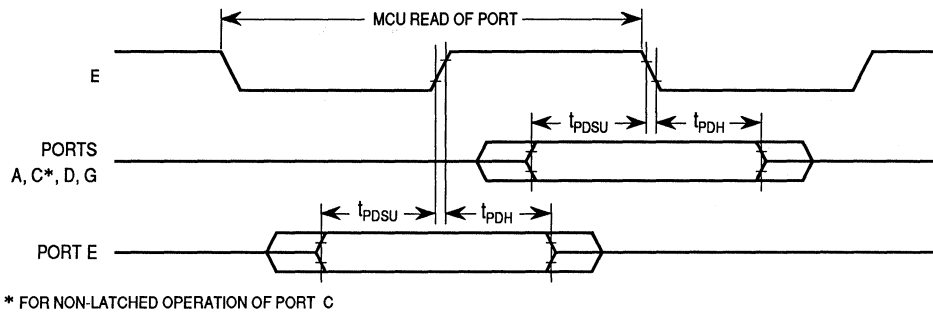 MCU READ OF PORT
E
tPDSU
tPDH
PORTS
A, C*, D, G
tPDSU
tPDH
PORT E
* FOR NON-LATCHED OPERATION OF PORT C